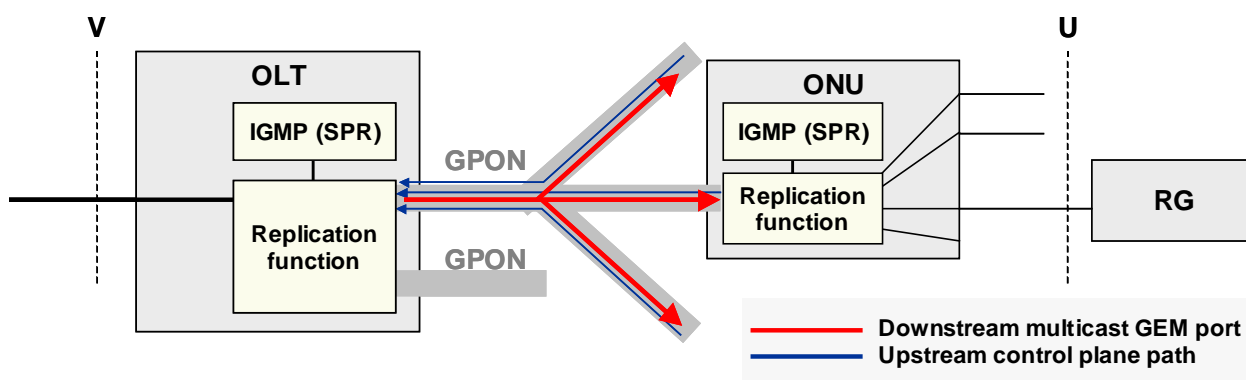 V
U
OLT
ONU
IGMP (SPR)
IGMP (SPR)
GPON
Replication
function
Replication
function
RG
GPON
Downstream multicast GEM port
Upstream control plane path